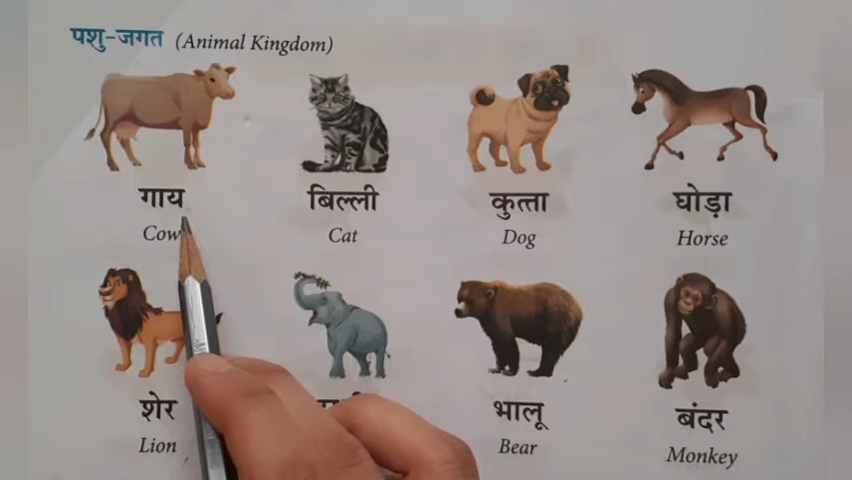 पशु-जगत (Animal Kingdom)
गाय बिल्ली कुत्ता घोड़ा
Cow Cat Dog Horse
शेर भालू बंदर
Lion Bear Monkey